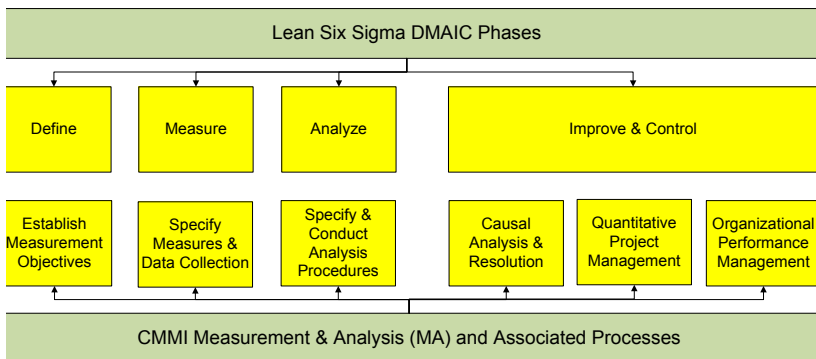 Lean Six Sigma DMAIC Phases
Define
Measure
Analyze
Improve & Control
Establish
Measurement
Objectives
Specify
Measures &
Data Collection
Specify &
Conduct
Analysis
Procedures
Causal
Analysis &
Resolution
Quantitative
Project
Management
Organizational
Performance
Management
CMMI Measurement & Analysis (MA) and Associated Processes